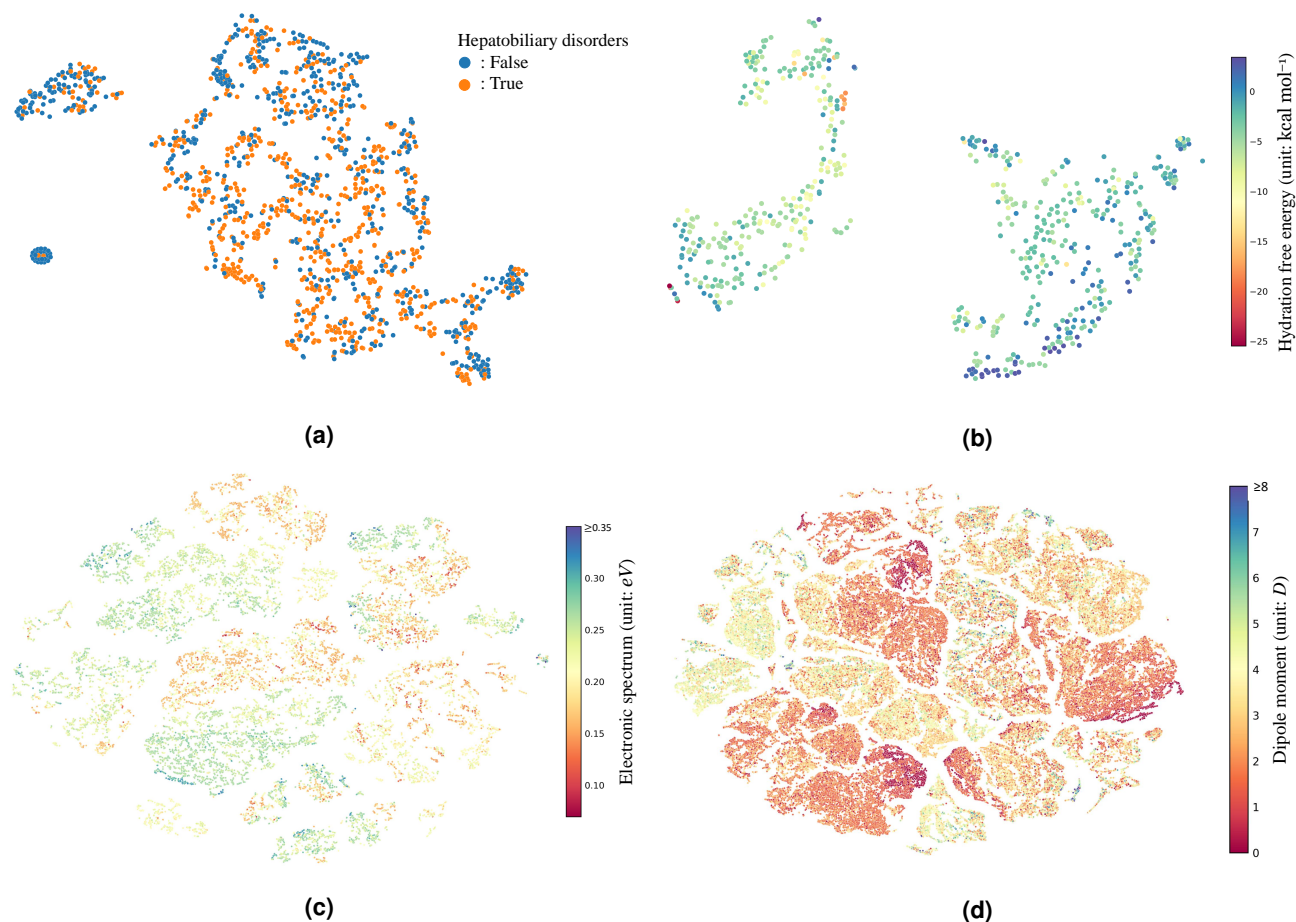 Hepatobiliary disorders
: False
: True
0
−5
−10
−15
−20
−25
Hydration free energy (unit: kcal mol⁻¹)
(a)
(b)
≥0.35
0.30
0.25
0.20
0.15
0.10
Electronic spectrum (unit: eV)
≥8
7
6
5
4
3
2
1
0
Dipole moment (unit: D)
(c)
(d)